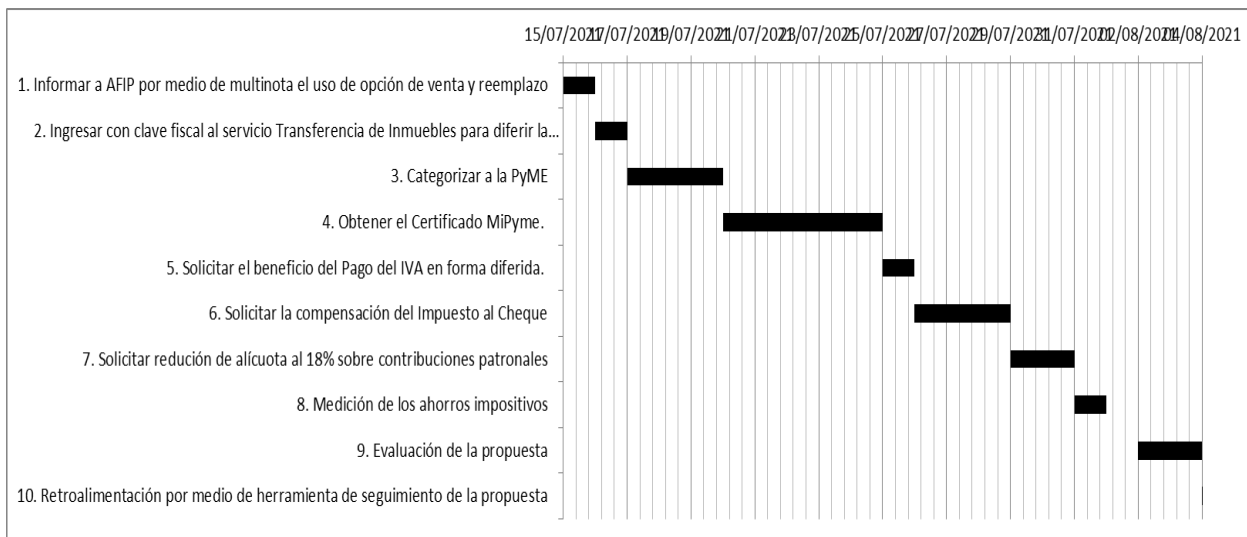 15/07/2021 17/07/2021 19/07/2021 21/07/2021 23/07/2021 25/07/2021 27/07/2021 29/07/2021 31/07/2021 02/08/2021 04/08/2021
1. Informar a AFIP por medio de multinota el uso de opción de venta y reemplazo
2. Ingresar con clave fiscal al servicio Transferencia de Inmuebles para diferir la...
3. Categorizar a la PyME
4. Obtener el Certificado MiPyme.
5. Solicitar el beneficio del Pago del IVA en forma diferida.
6. Solicitar la compensación del Impuesto al Cheque
7. Solicitar redución de alícuota al 18% sobre contribuciones patronales
8. Medición de los ahorros impositivos
9. Evaluación de la propuesta
10. Retroalimentación por medio de herramienta de seguimiento de la propuesta